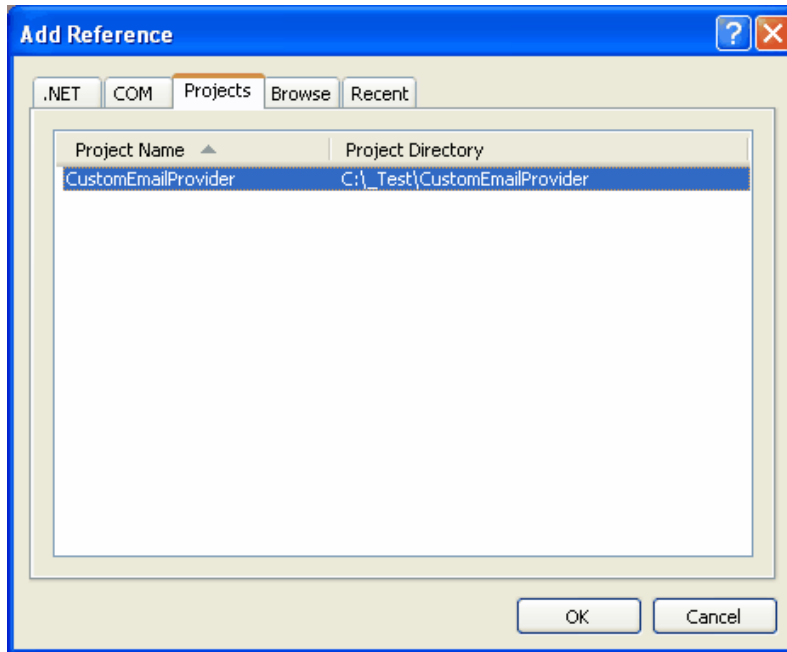 Add Reference
?
.NET COM Projects Browse Recent
Project Name Project Directory
CustomEmailProvider C:\_Test\CustomEmailProvider
OK Cancel